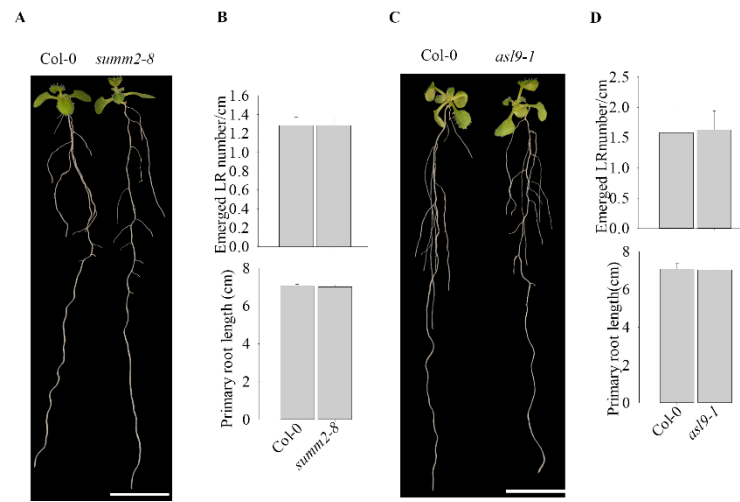 A
B
C
D
Col-0 summ2-8
Col-0 asl9-1
Emerged LR number/cm
1.6
1.4
1.2
1.0
0.8
0.6
0.4
0.2
0.0
Primary root length (cm)
8
6
4
2
0
Col-0
summ2-8
Emerged LR number/cm
2.5
2.0
1.5
1.0
0.5
0.0
Primary root length(cm)
8
6
4
2
0
Col-0
asl9-1